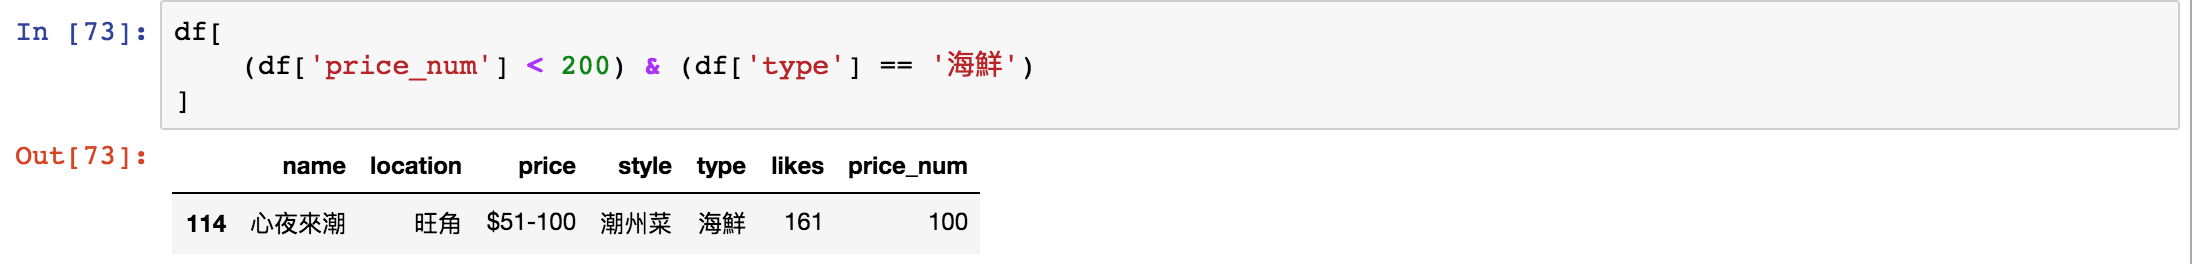 In [73]: df[
    (df['price_num'] < 200) & (df['type'] == '海鮮')
]
Out[73]:
name location price style type likes price_num
114 心夜來潮 旺角 $51-100 潮州菜 海鮮 161 100